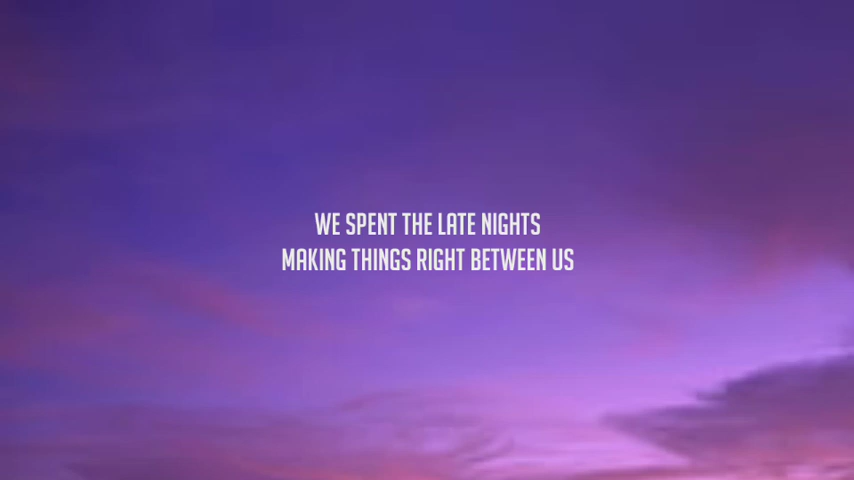 WE SPENT THE LATE NIGHTS
MAKING THINGS RIGHT BETWEEN US